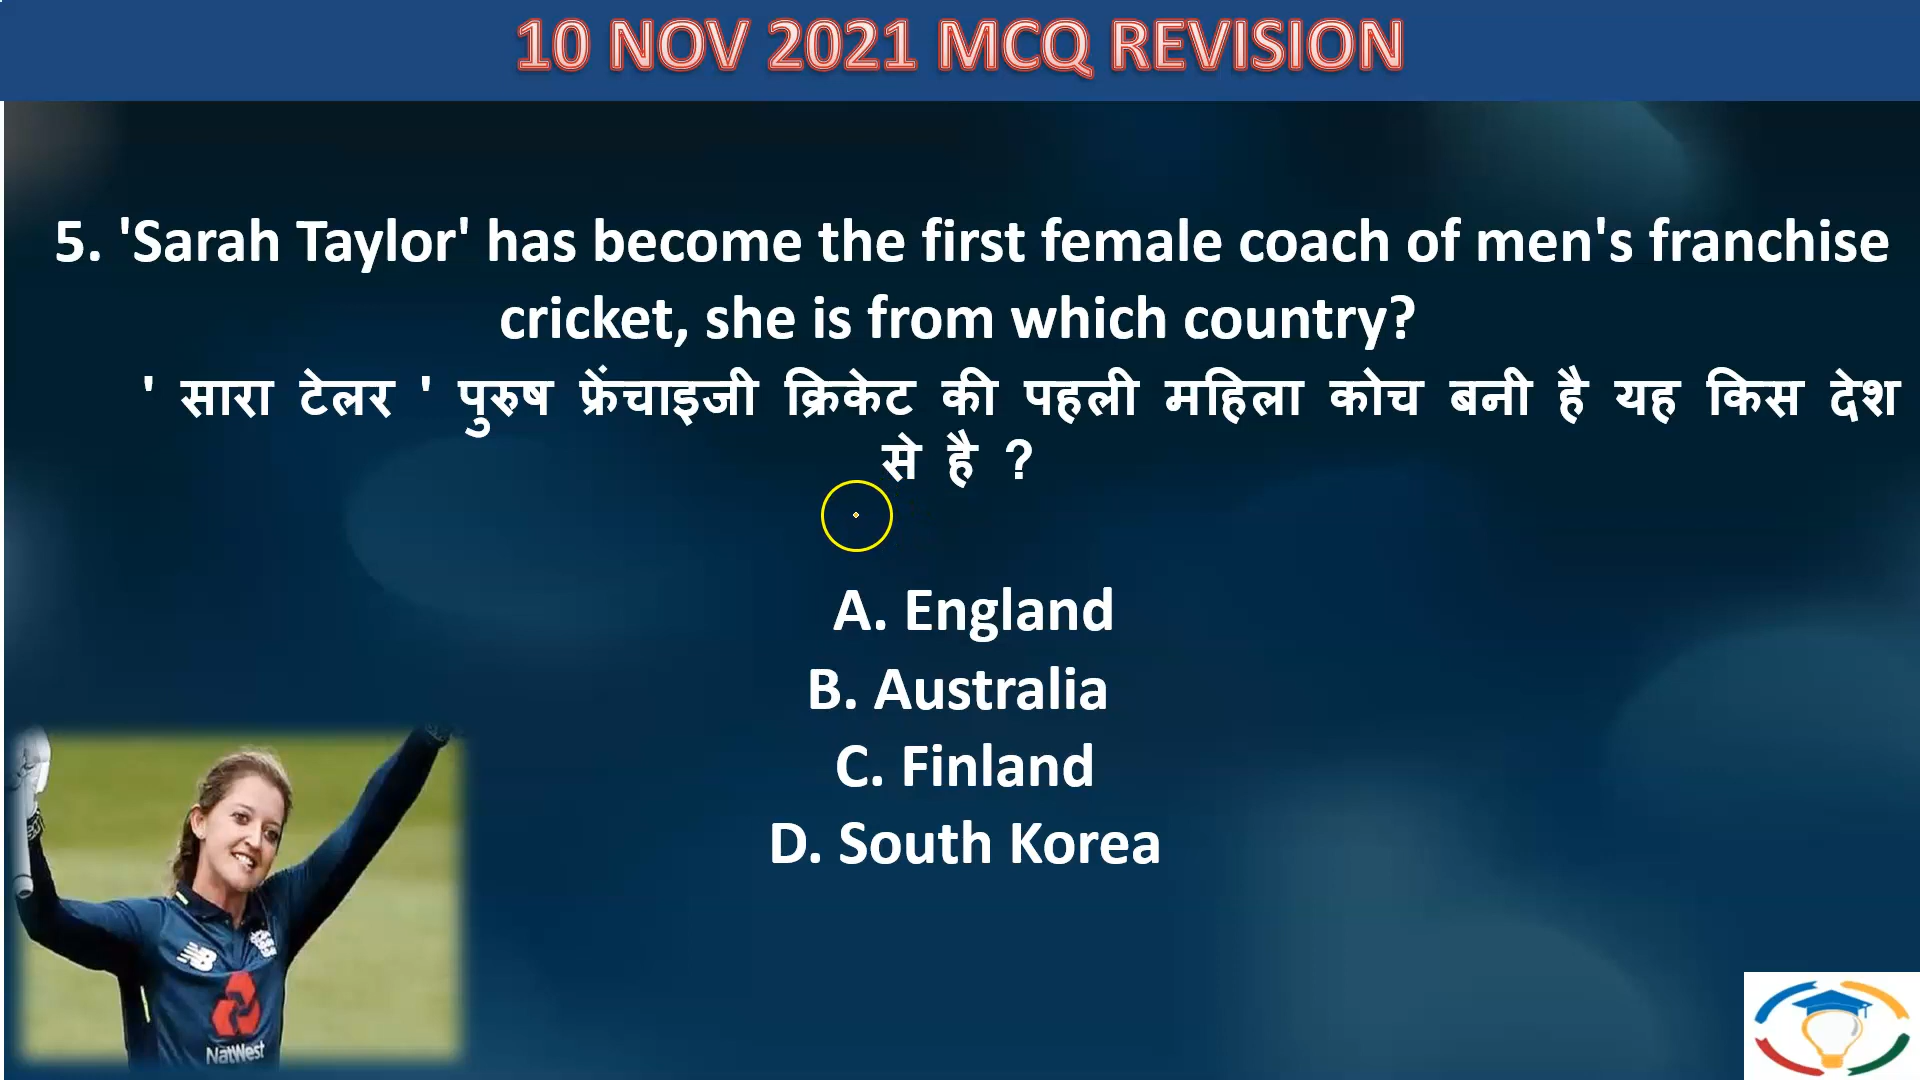 10 NOV 2021 MCQ REVISION
5. 'Sarah Taylor' has become the first female coach of men's franchise
cricket, she is from which country?
' सारा टेलर ' पुरुष फ्रेंचाइजी क्रिकेट की पहली महिला कोच बनी है यह किस देश
से है ?
A. England
B. Australia
C. Finland
D. South Korea
NB
NatWest